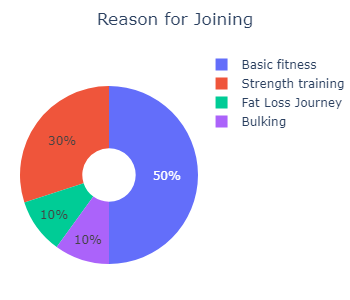 Reason for Joining
Basic fitness
Strength training
Fat Loss Journey
Bulking
30%
50%
10%
10%